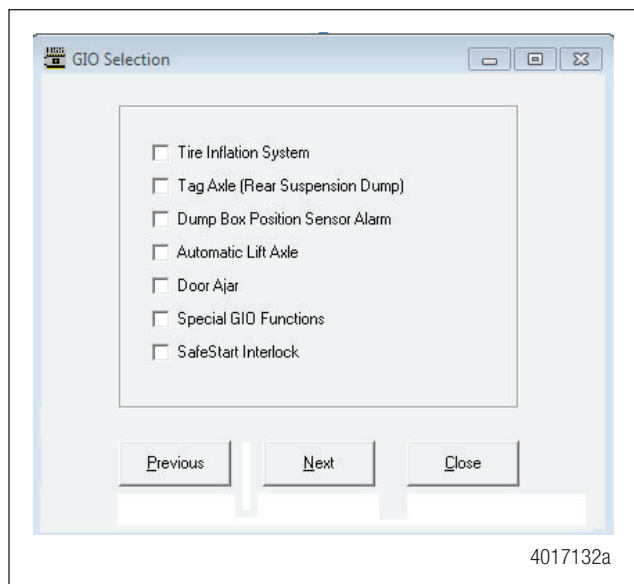 GIO Selection
Tire Inflation System
Tag Axle (Rear Suspension Dump)
Dump Box Position Sensor Alarm
Automatic Lift Axle
Door Ajar
Special GIO Functions
SafeStart Interlock
Previous Next Close
4017132a